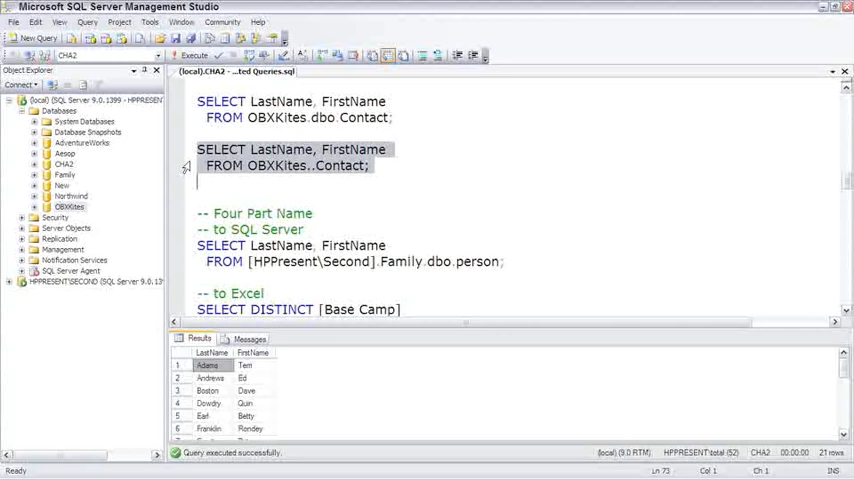 Microsoft SQL Server Management Studio
File Edit View Query Project Tools Window Community Help
New Query
CHA2 Execute
Object Explorer
(local).CHA2 - ...ted Queries.sql
Connect
(local) (SQL Server 9.0.1399 - HPPRESENT
Databases
System Databases
Database Snapshots
AdventureWorks
Aesop
CHA2
Family
New
Northwind
OBXKites
Security
Server Objects
Replication
Management
Notification Services
SQL Server Agent
HPPRESENT\SECOND (SQL Server 9.0.139
SELECT LastName, FirstName
FROM OBXKites.dbo.Contact;
SELECT LastName, FirstName
FROM OBXKites..Contact;
-- Four Part Name
-- to SQL Server
SELECT LastName, FirstName
FROM [HPPresent\Second].Family.dbo.person;
-- to Excel
SELECT DISTINCT [Base Camp]
Results Messages
LastName FirstName
1 Adams Terri
2 Andrews Ed
3 Boston Dave
4 Dowdry Quin
5 Earl Betty
6 Franklin Rondey
Query executed successfully.
(local) (9.0 RTM) HPPRESENT\total (52) CHA2 00:00:00 21 rows
Ready Ln 73 Col 1 Ch 1 INS